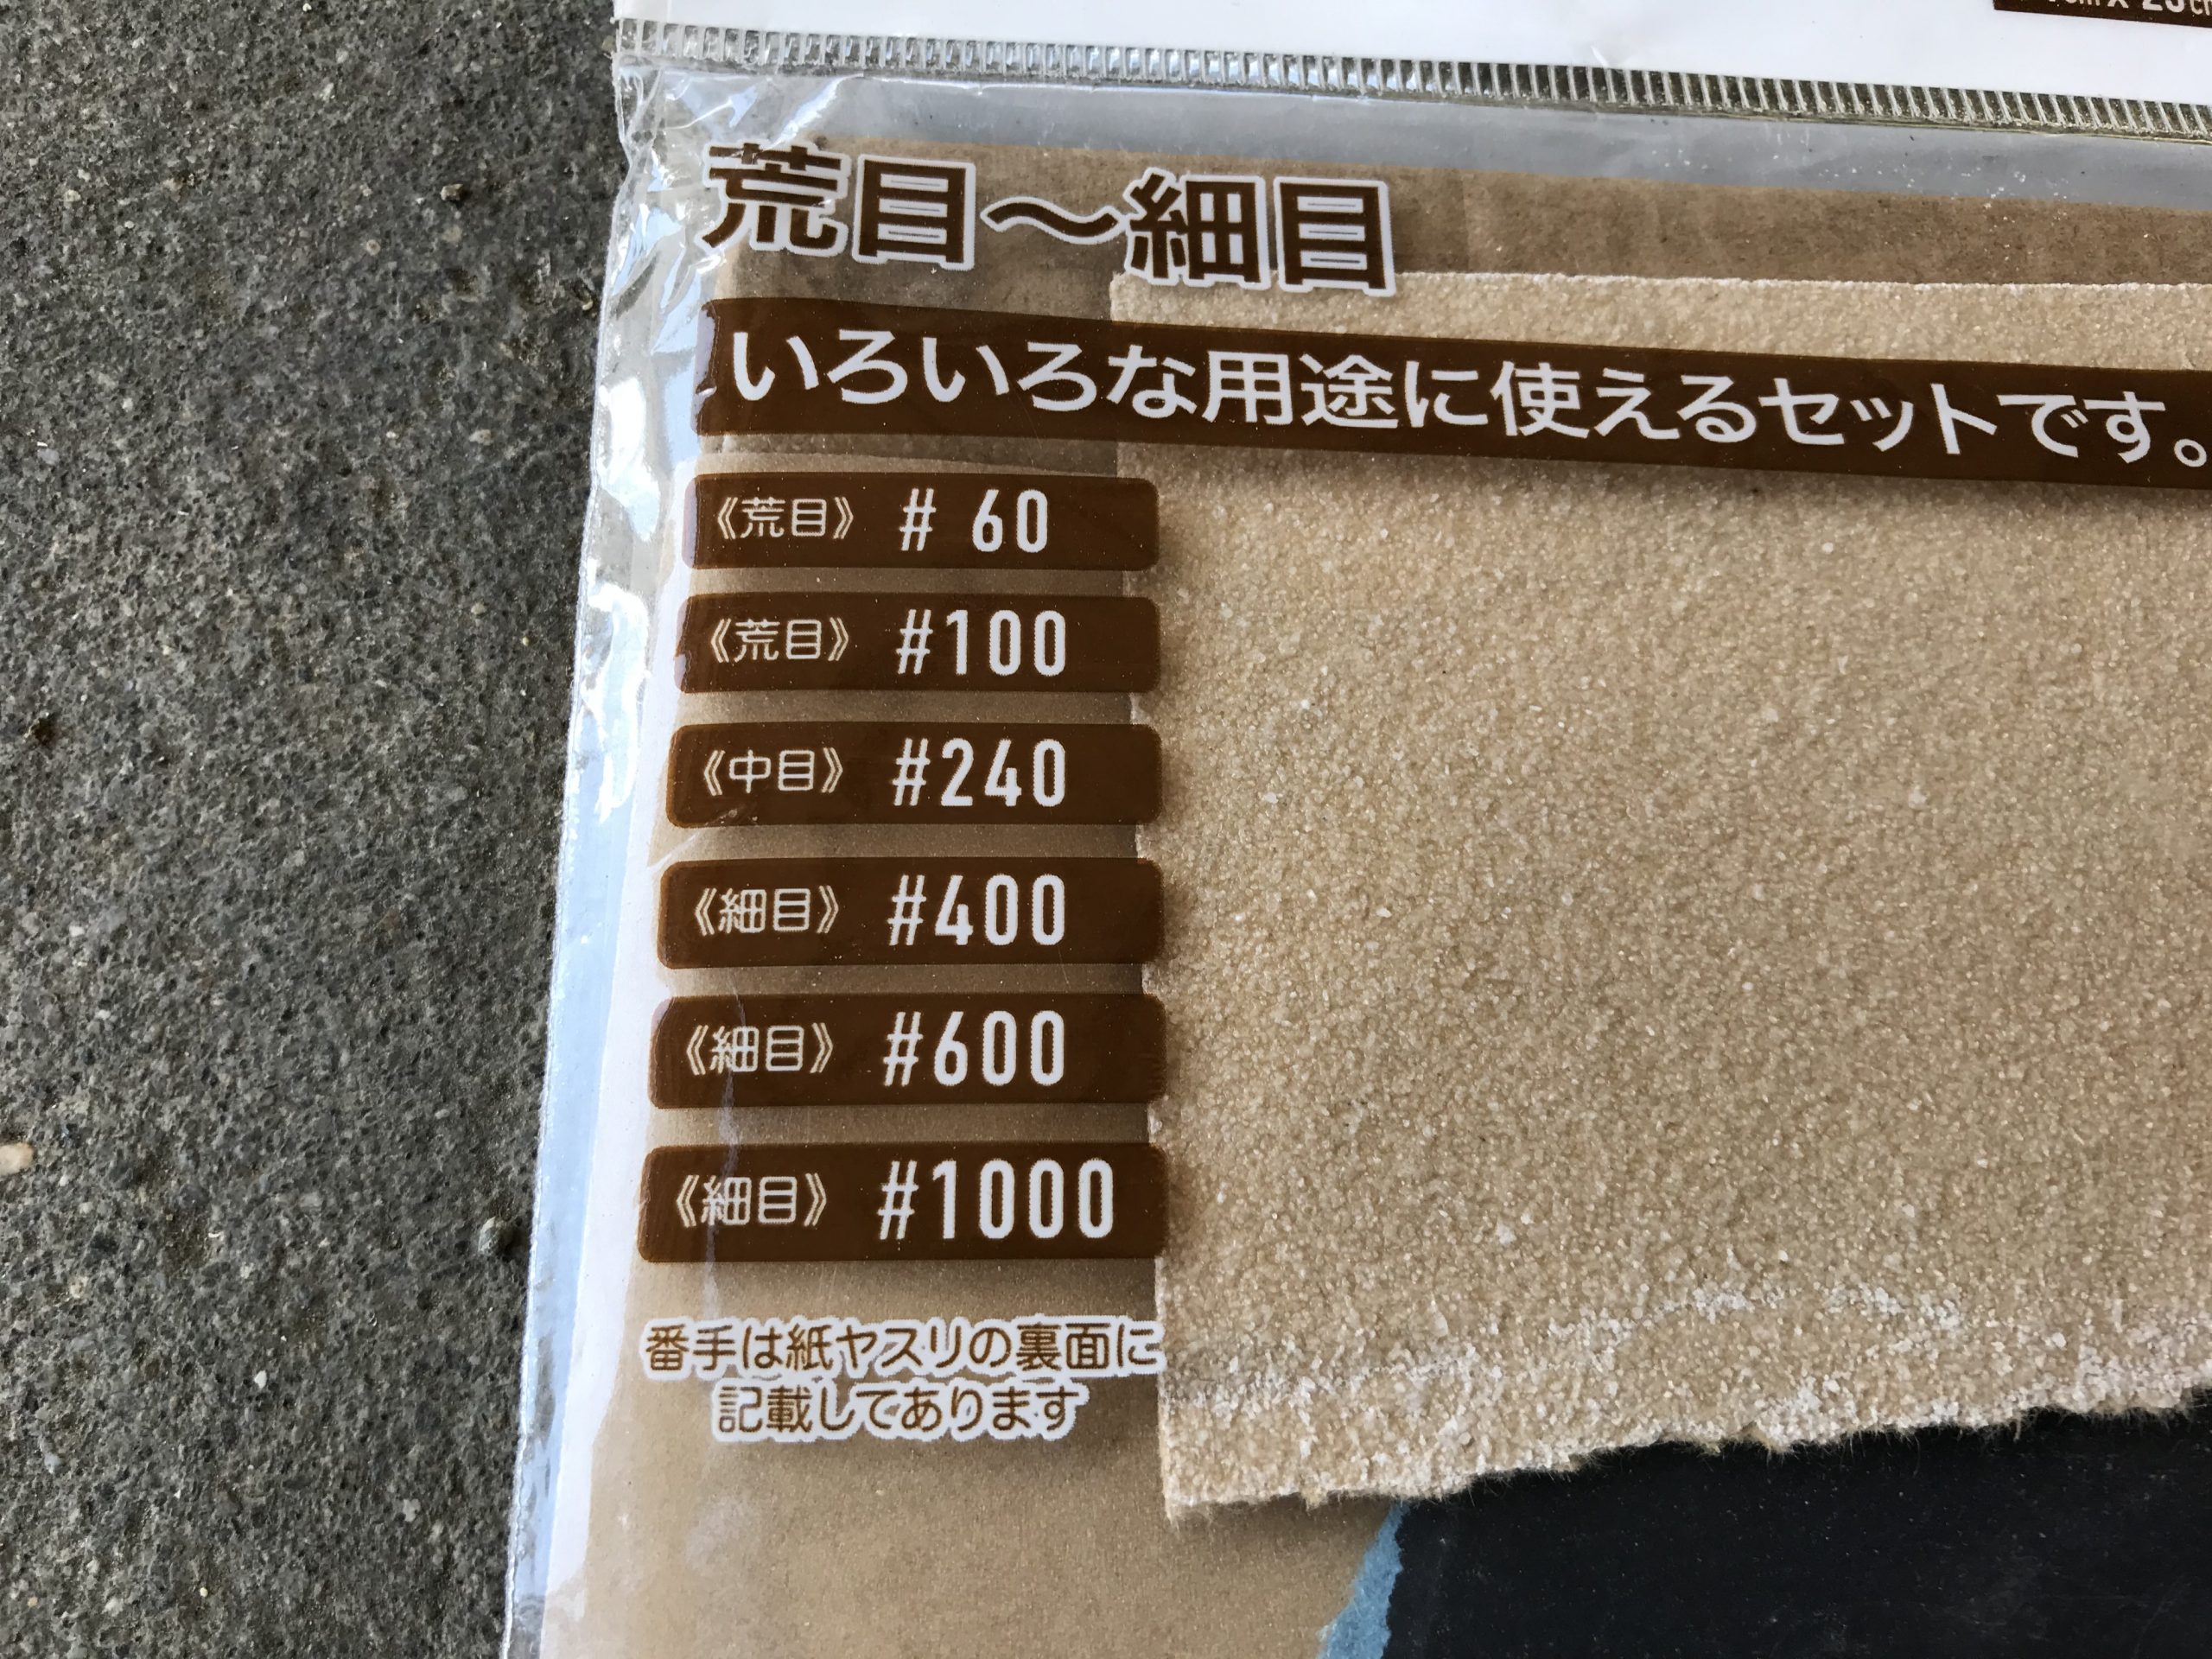 荒目～細目
いろいろな用途に使えるセットです。
《荒目》 # 60
《荒目》 #100
《中目》 #240
《細目》 #400
《細目》 #600
《細目》 #1000
番手は紙ヤスリの裏面に
記載してあります